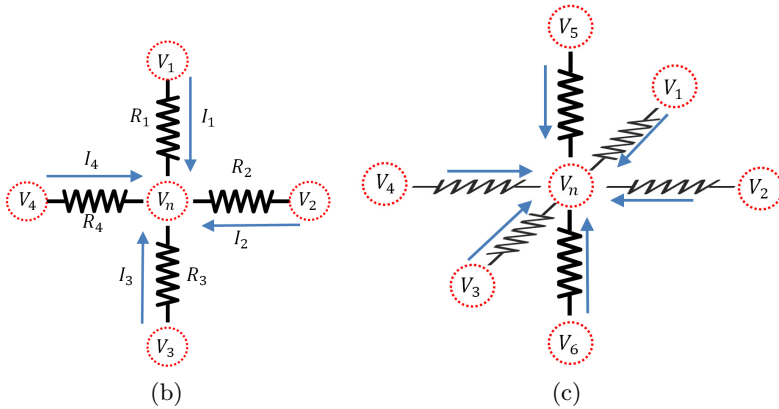 V₁
R₁
I₁
I₄
R₂
V₄
Vₙ
V₂
R₄
I₂
I₃
R₃
V₃
(b)
V₅
V₁
V₄
Vₙ
V₂
V₃
V₆
(c)